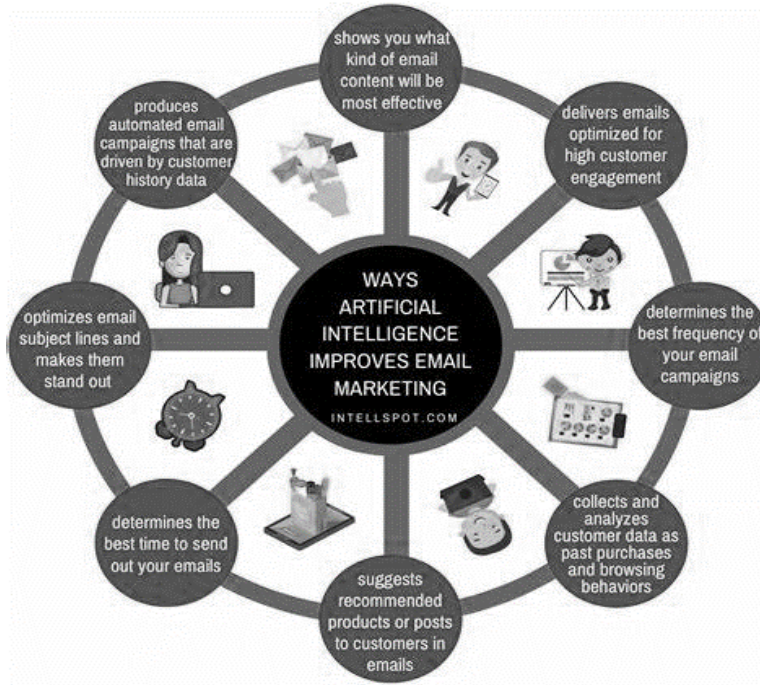 shows you what
kind of email
content will be
most effective
delivers emails
optimized for
high customer
engagement
determines the
best frequency of
your email
campaigns
collects and
analyzes
customer data as
past purchases
and browsing
behaviors
suggests
recommended
products or posts
to customers in
emails
determines the
best time to send
out your emails
optimizes email
subject lines and
makes them
stand out
produces
automated email
campaigns that are
driven by customer
history data
WAYS
ARTIFICIAL
INTELLIGENCE
IMPROVES EMAIL
MARKETING
INTELLSPOT.COM